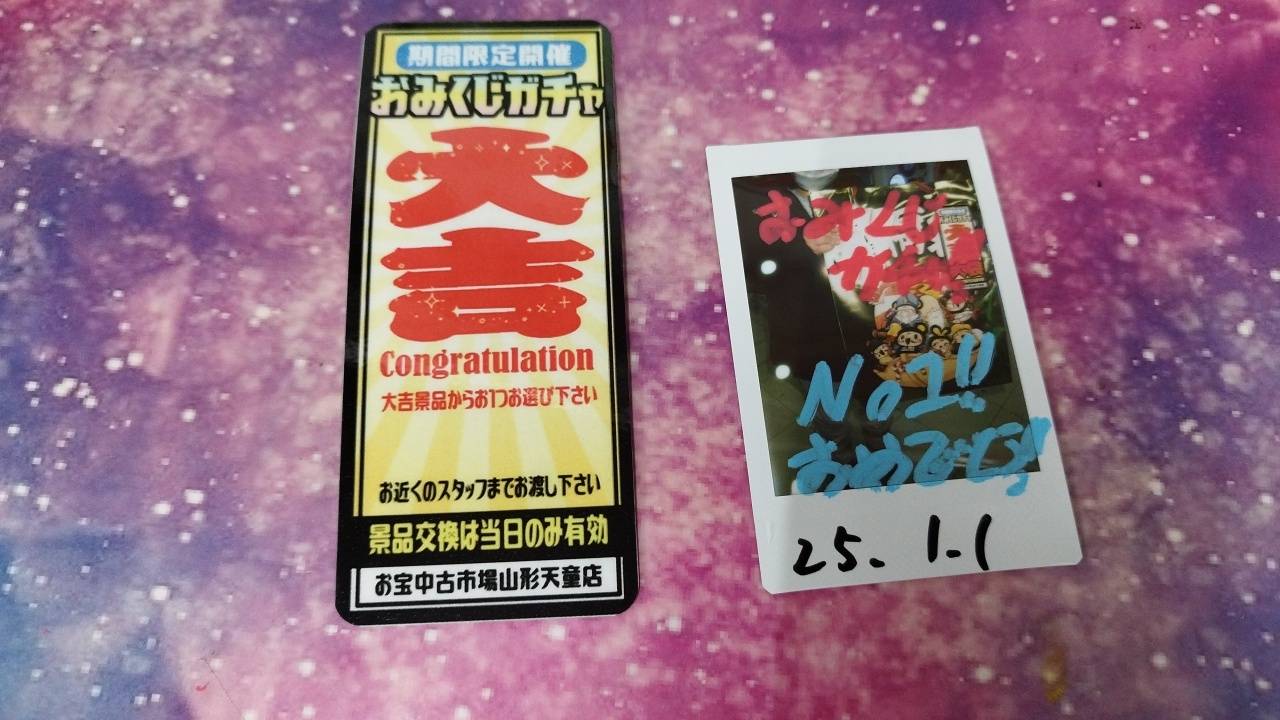 期間限定開催
おみくじガチャ
大吉
Congratulation
大吉景品からお1つお選び下さい
お近くのスタッフまでお渡し下さい
景品交換は当日のみ有効
お宝中古市場山形天童店
おみくじ
ガチャ!
No1!!
おめでとう!!
25. 1.1